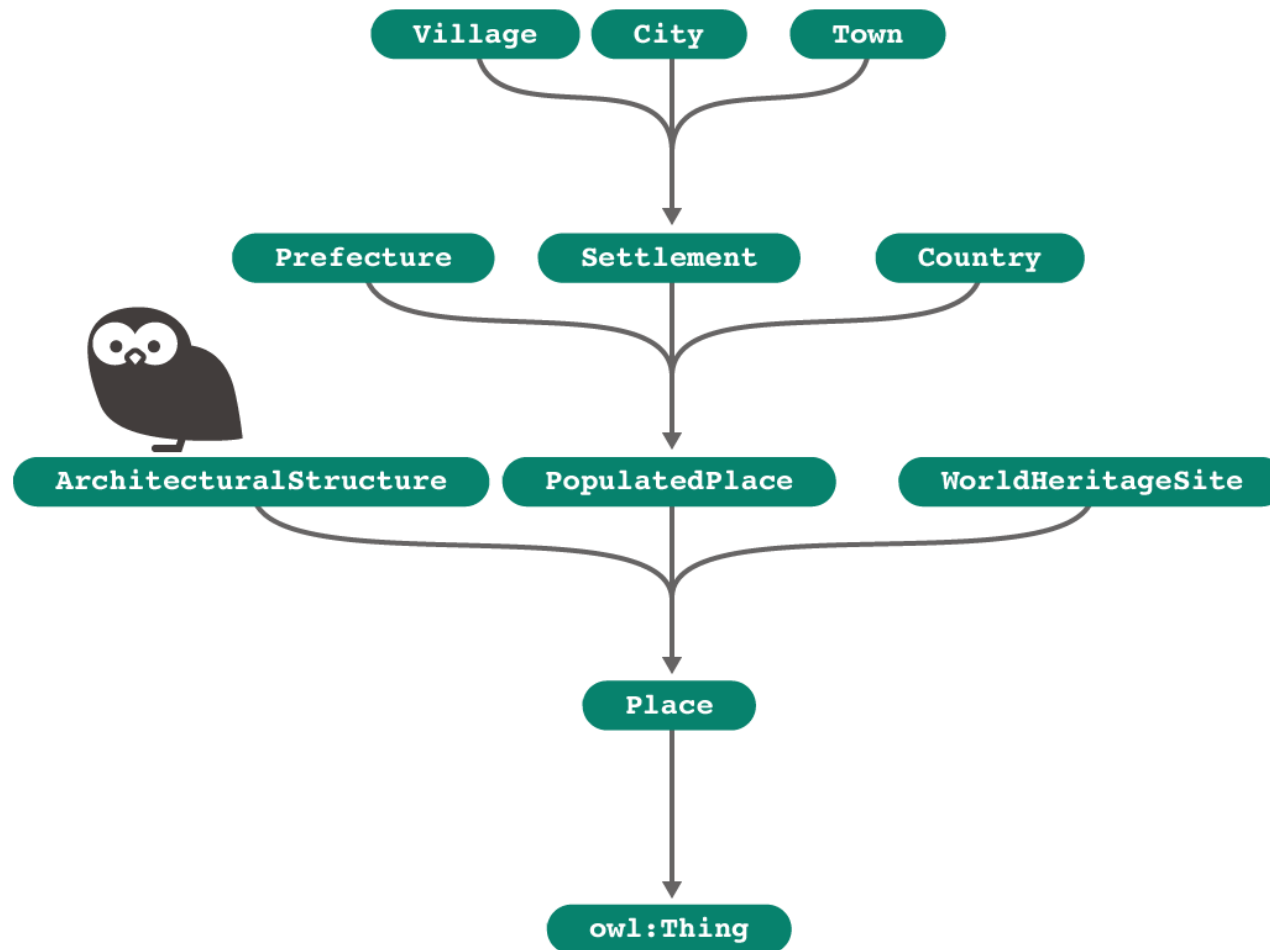 Village
City
Town
Prefecture
Settlement
Country
ArchitecturalStructure
PopulatedPlace
WorldHeritageSite
Place
owl:Thing